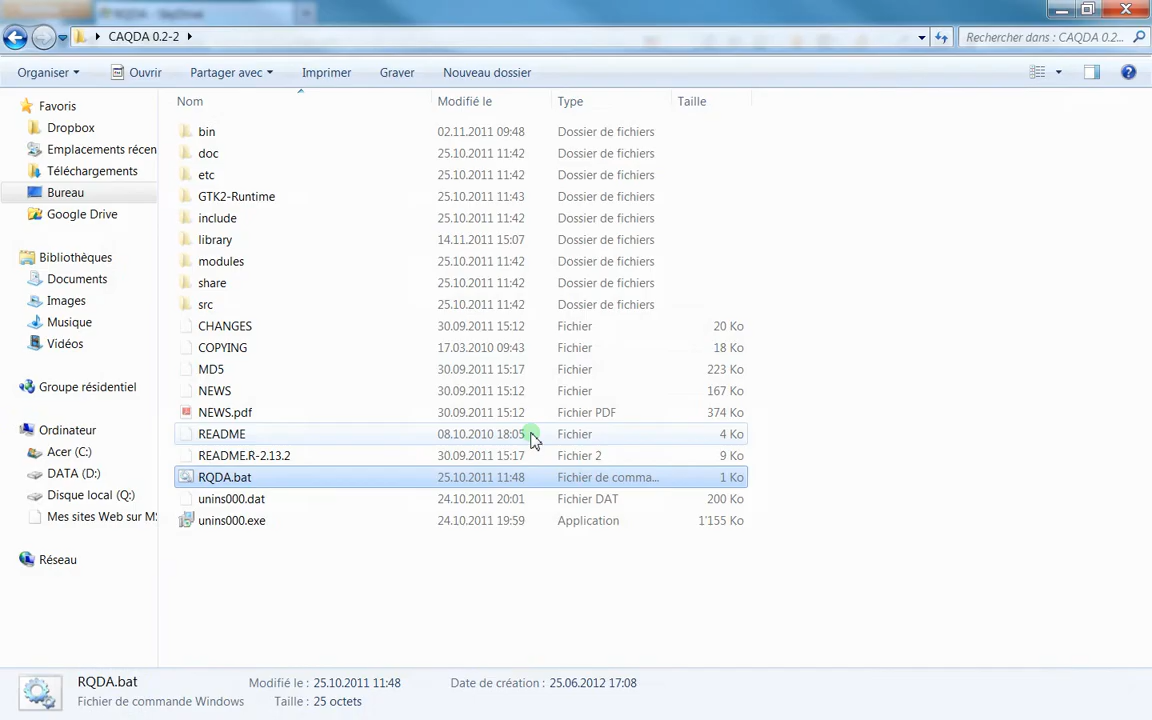 CAQDA 0.2-2
Rechercher dans : CAQDA 0.2...
Organiser Ouvrir Partager avec Imprimer Graver Nouveau dossier
Nom Modifié le Type Taille
Favoris
Dropbox
Emplacements récen
Téléchargements
Bureau
Google Drive
Bibliothèques
Documents
Images
Musique
Vidéos
Groupe résidentiel
Ordinateur
Acer (C:)
DATA (D:)
Disque local (Q:)
Mes sites Web sur MS
Réseau
bin 02.11.2011 09:48 Dossier de fichiers
doc 25.10.2011 11:42 Dossier de fichiers
etc 25.10.2011 11:42 Dossier de fichiers
GTK2-Runtime 25.10.2011 11:43 Dossier de fichiers
include 25.10.2011 11:42 Dossier de fichiers
library 14.11.2011 15:07 Dossier de fichiers
modules 25.10.2011 11:42 Dossier de fichiers
share 25.10.2011 11:42 Dossier de fichiers
src 25.10.2011 11:42 Dossier de fichiers
CHANGES 30.09.2011 15:12 Fichier 20 Ko
COPYING 17.03.2010 09:43 Fichier 18 Ko
MD5 30.09.2011 15:17 Fichier 223 Ko
NEWS 30.09.2011 15:12 Fichier 167 Ko
NEWS.pdf 30.09.2011 15:12 Fichier PDF 374 Ko
README 08.10.2010 18:05 Fichier 4 Ko
README.R-2.13.2 30.09.2011 15:17 Fichier 2 9 Ko
RQDA.bat 25.10.2011 11:48 Fichier de comma... 1 Ko
unins000.dat 24.10.2011 20:01 Fichier DAT 200 Ko
unins000.exe 24.10.2011 19:59 Application 1'155 Ko
RQDA.bat Modifié le : 25.10.2011 11:48 Date de création : 25.06.2012 17:08
Fichier de commande Windows Taille : 25 octets